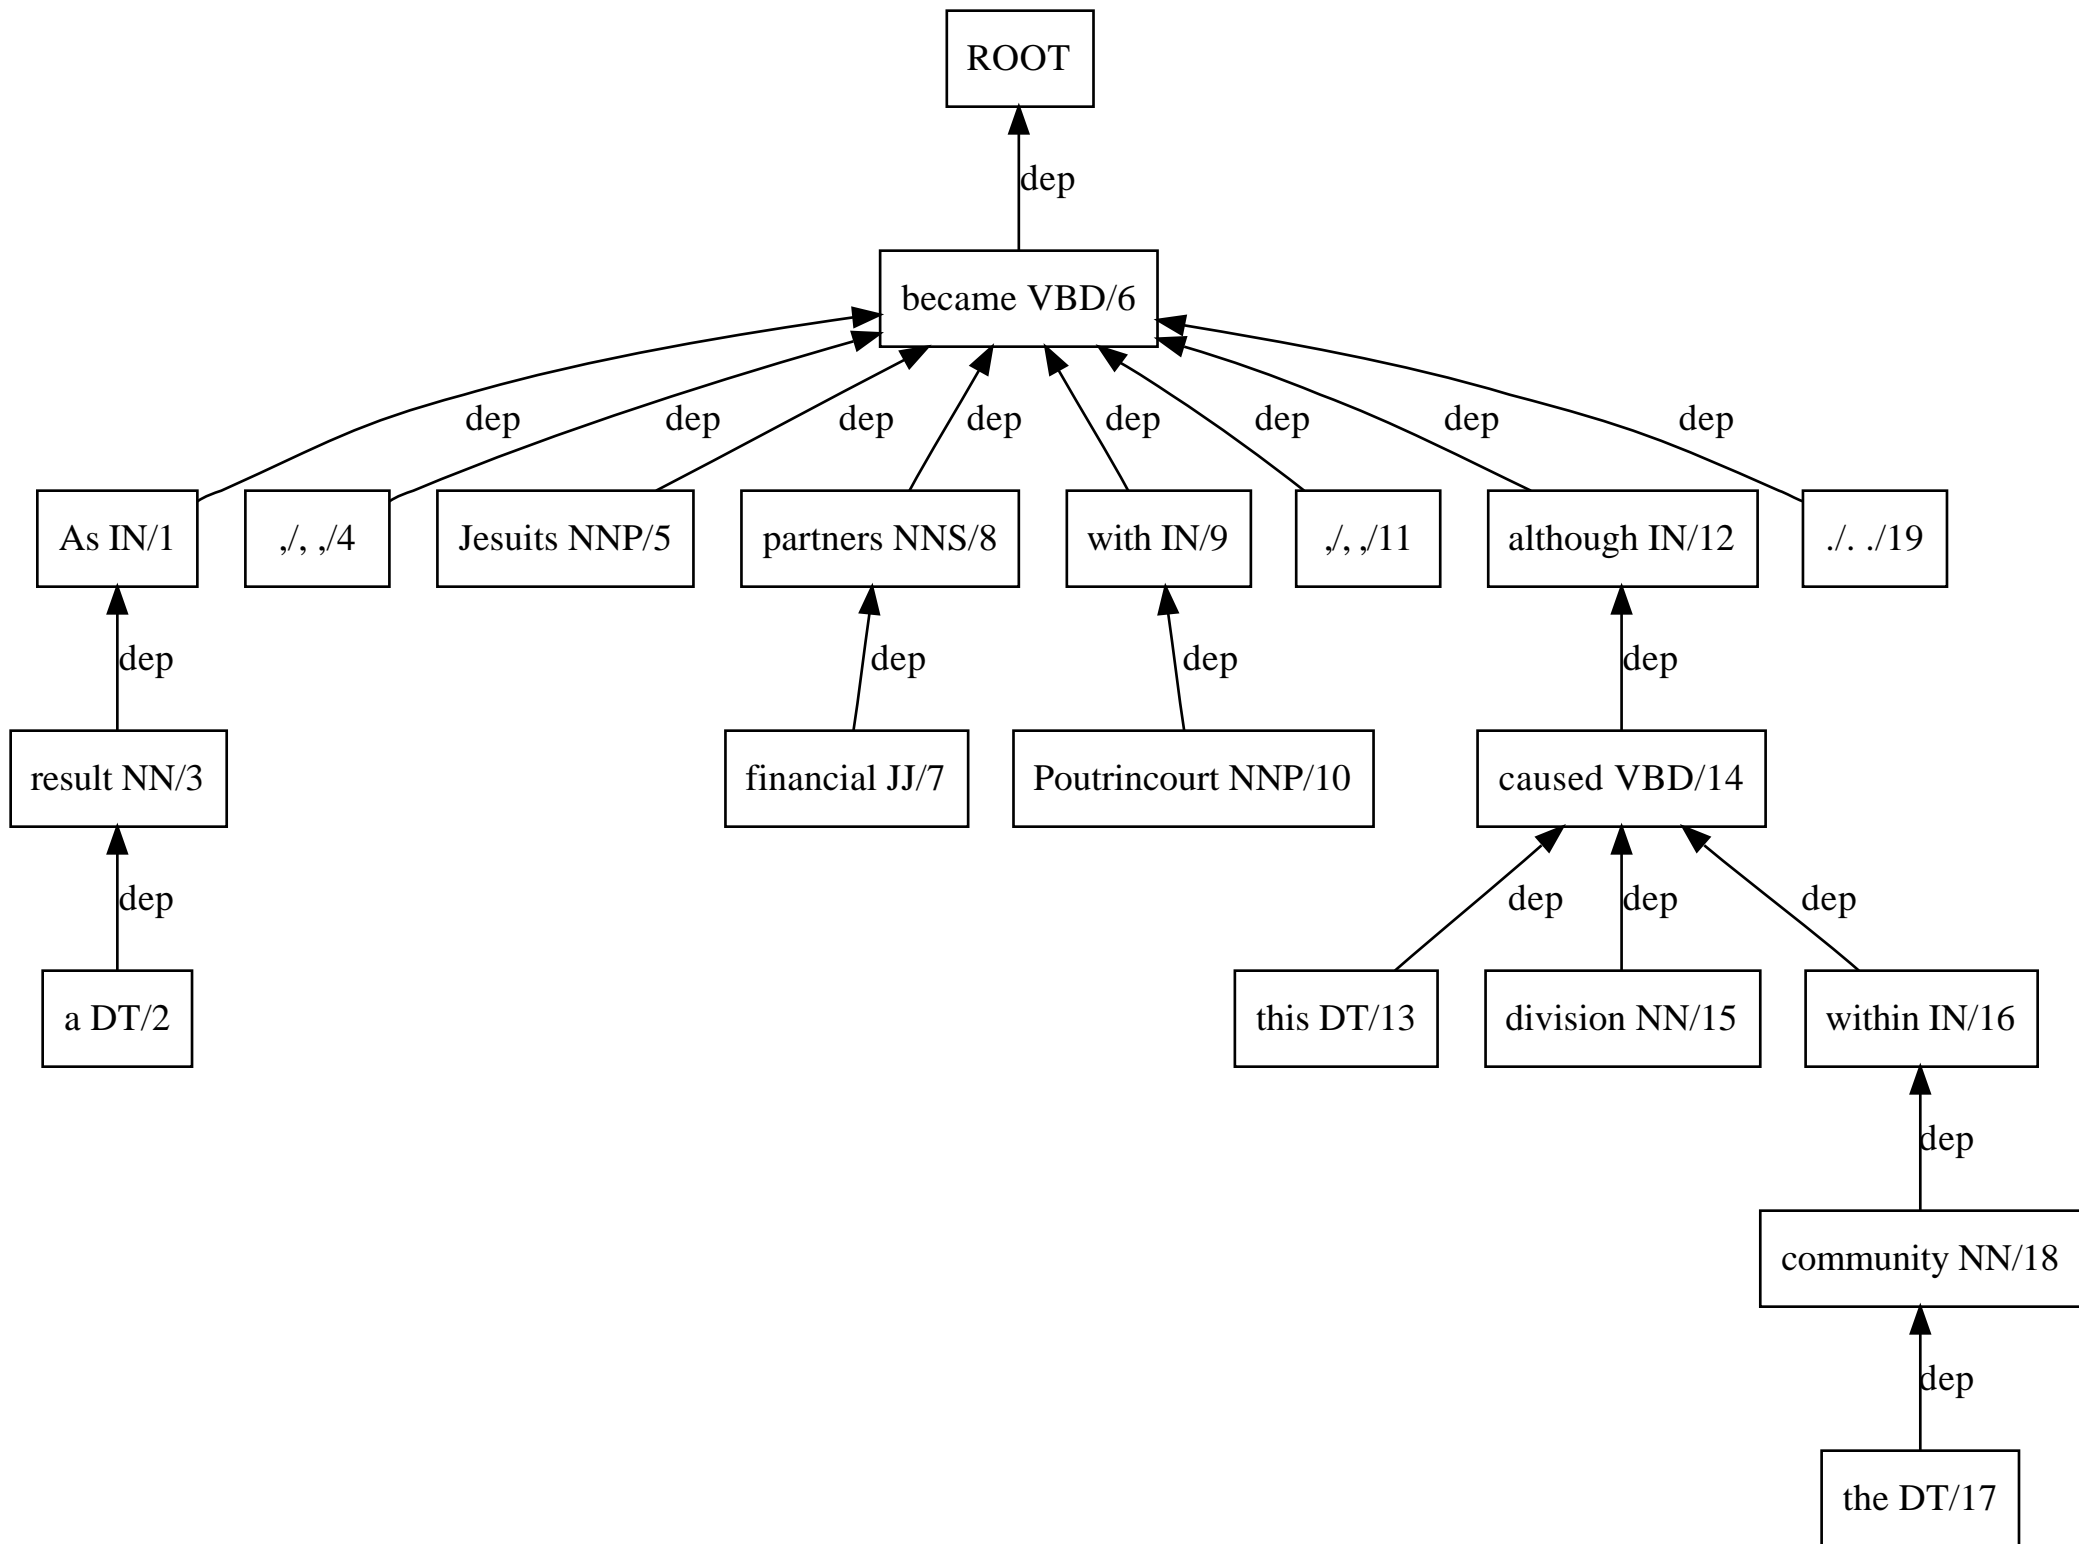 ROOT
dep
became VBD/6
dep dep dep dep dep dep dep dep
As IN/1 ,/, ,/4 Jesuits NNP/5 partners NNS/8 with IN/9 ,/, ,/11 although IN/12 ./. ./19
dep dep dep dep
result NN/3 financial JJ/7 Poutrincourt NNP/10 caused VBD/14
dep dep dep dep
a DT/2 this DT/13 division NN/15 within IN/16
dep
community NN/18
dep
the DT/17